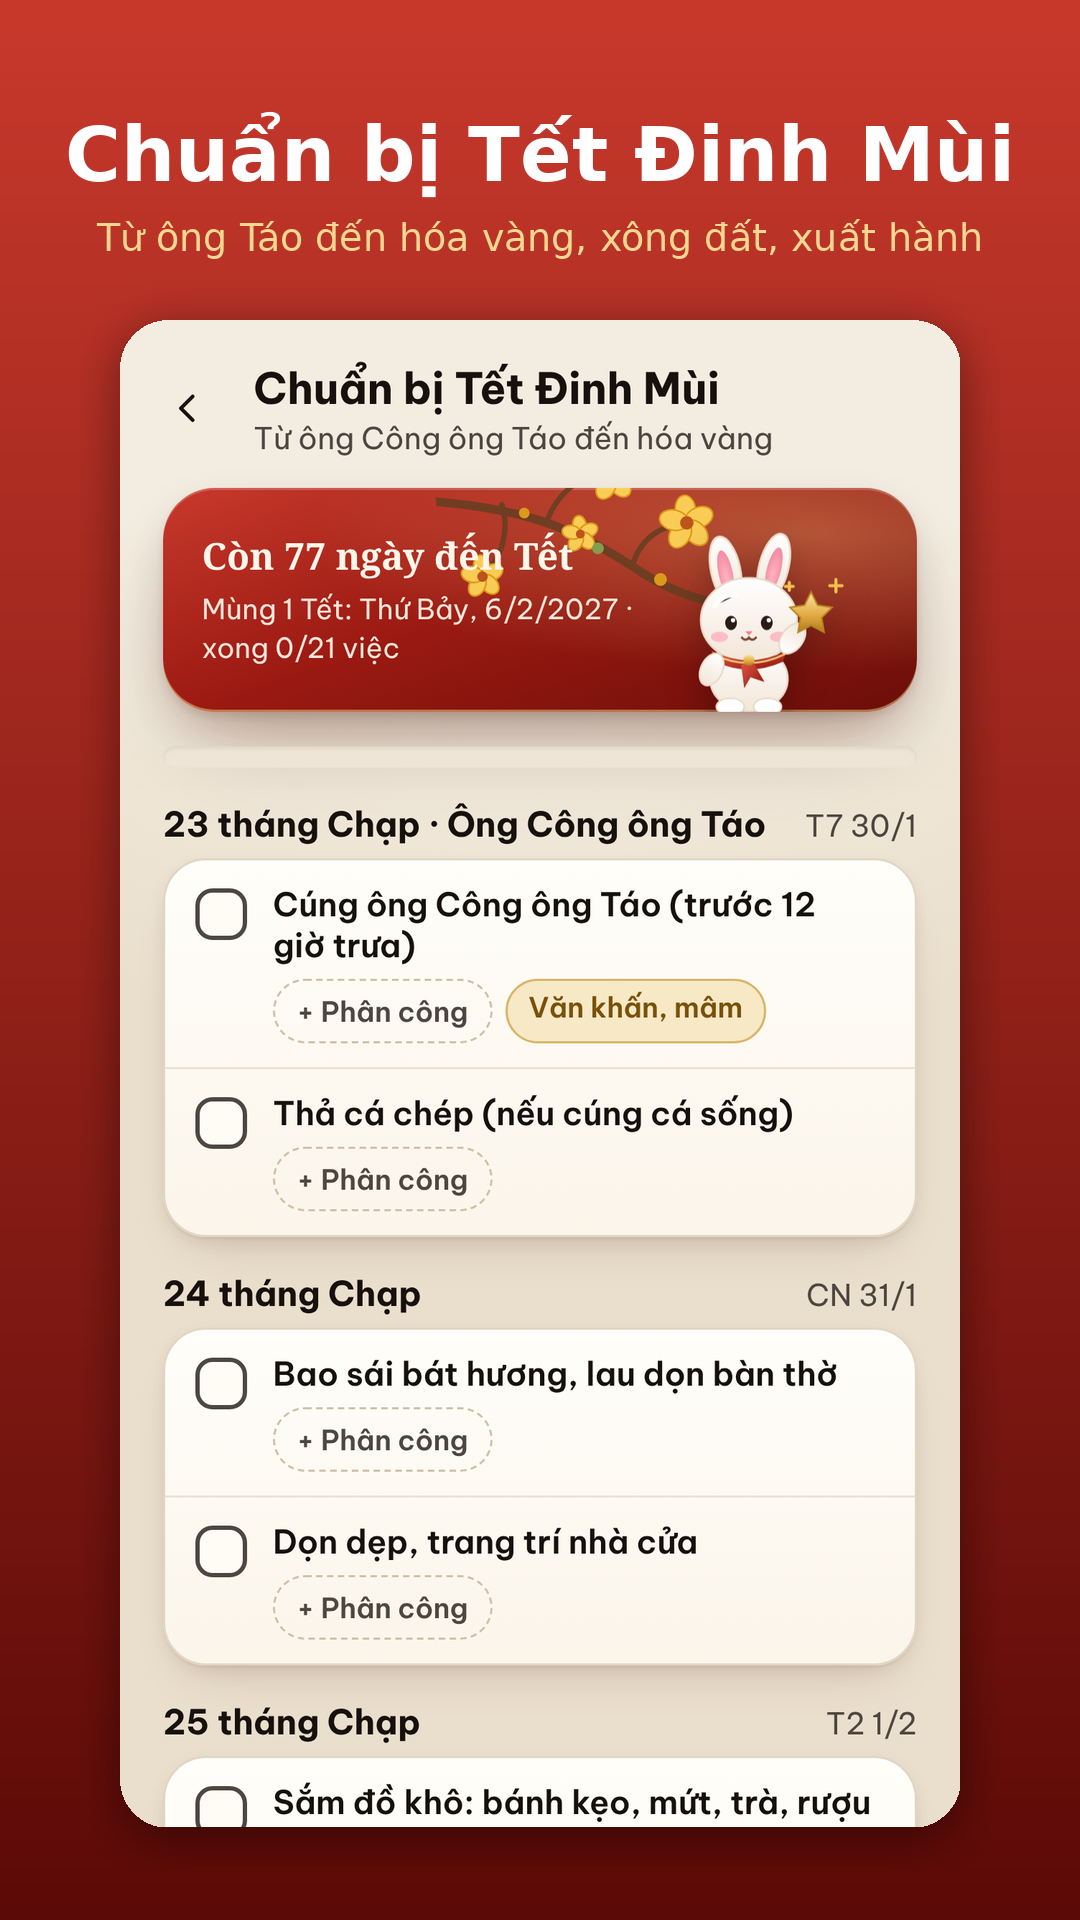 Chuẩn bị Tết Đinh Mùi
Từ ông Táo đến hóa vàng, xông đất, xuất hành
Chuẩn bị Tết Đinh Mùi
Từ ông Công ông Táo đến hóa vàng
Còn 77 ngày đến Tết
Mùng 1 Tết: Thứ Bảy, 6/2/2027 ·
xong 0/21 việc
23 tháng Chạp · Ông Công ông Táo T7 30/1
Cúng ông Công ông Táo (trước 12
giờ trưa)
+ Phân công Văn khấn, mâm
Thả cá chép (nếu cúng cá sống)
+ Phân công
24 tháng Chạp CN 31/1
Bao sái bát hương, lau dọn bàn thờ
+ Phân công
Dọn dẹp, trang trí nhà cửa
+ Phân công
25 tháng Chạp T2 1/2
Sắm đồ khô: bánh kẹo, mứt, trà, rượu